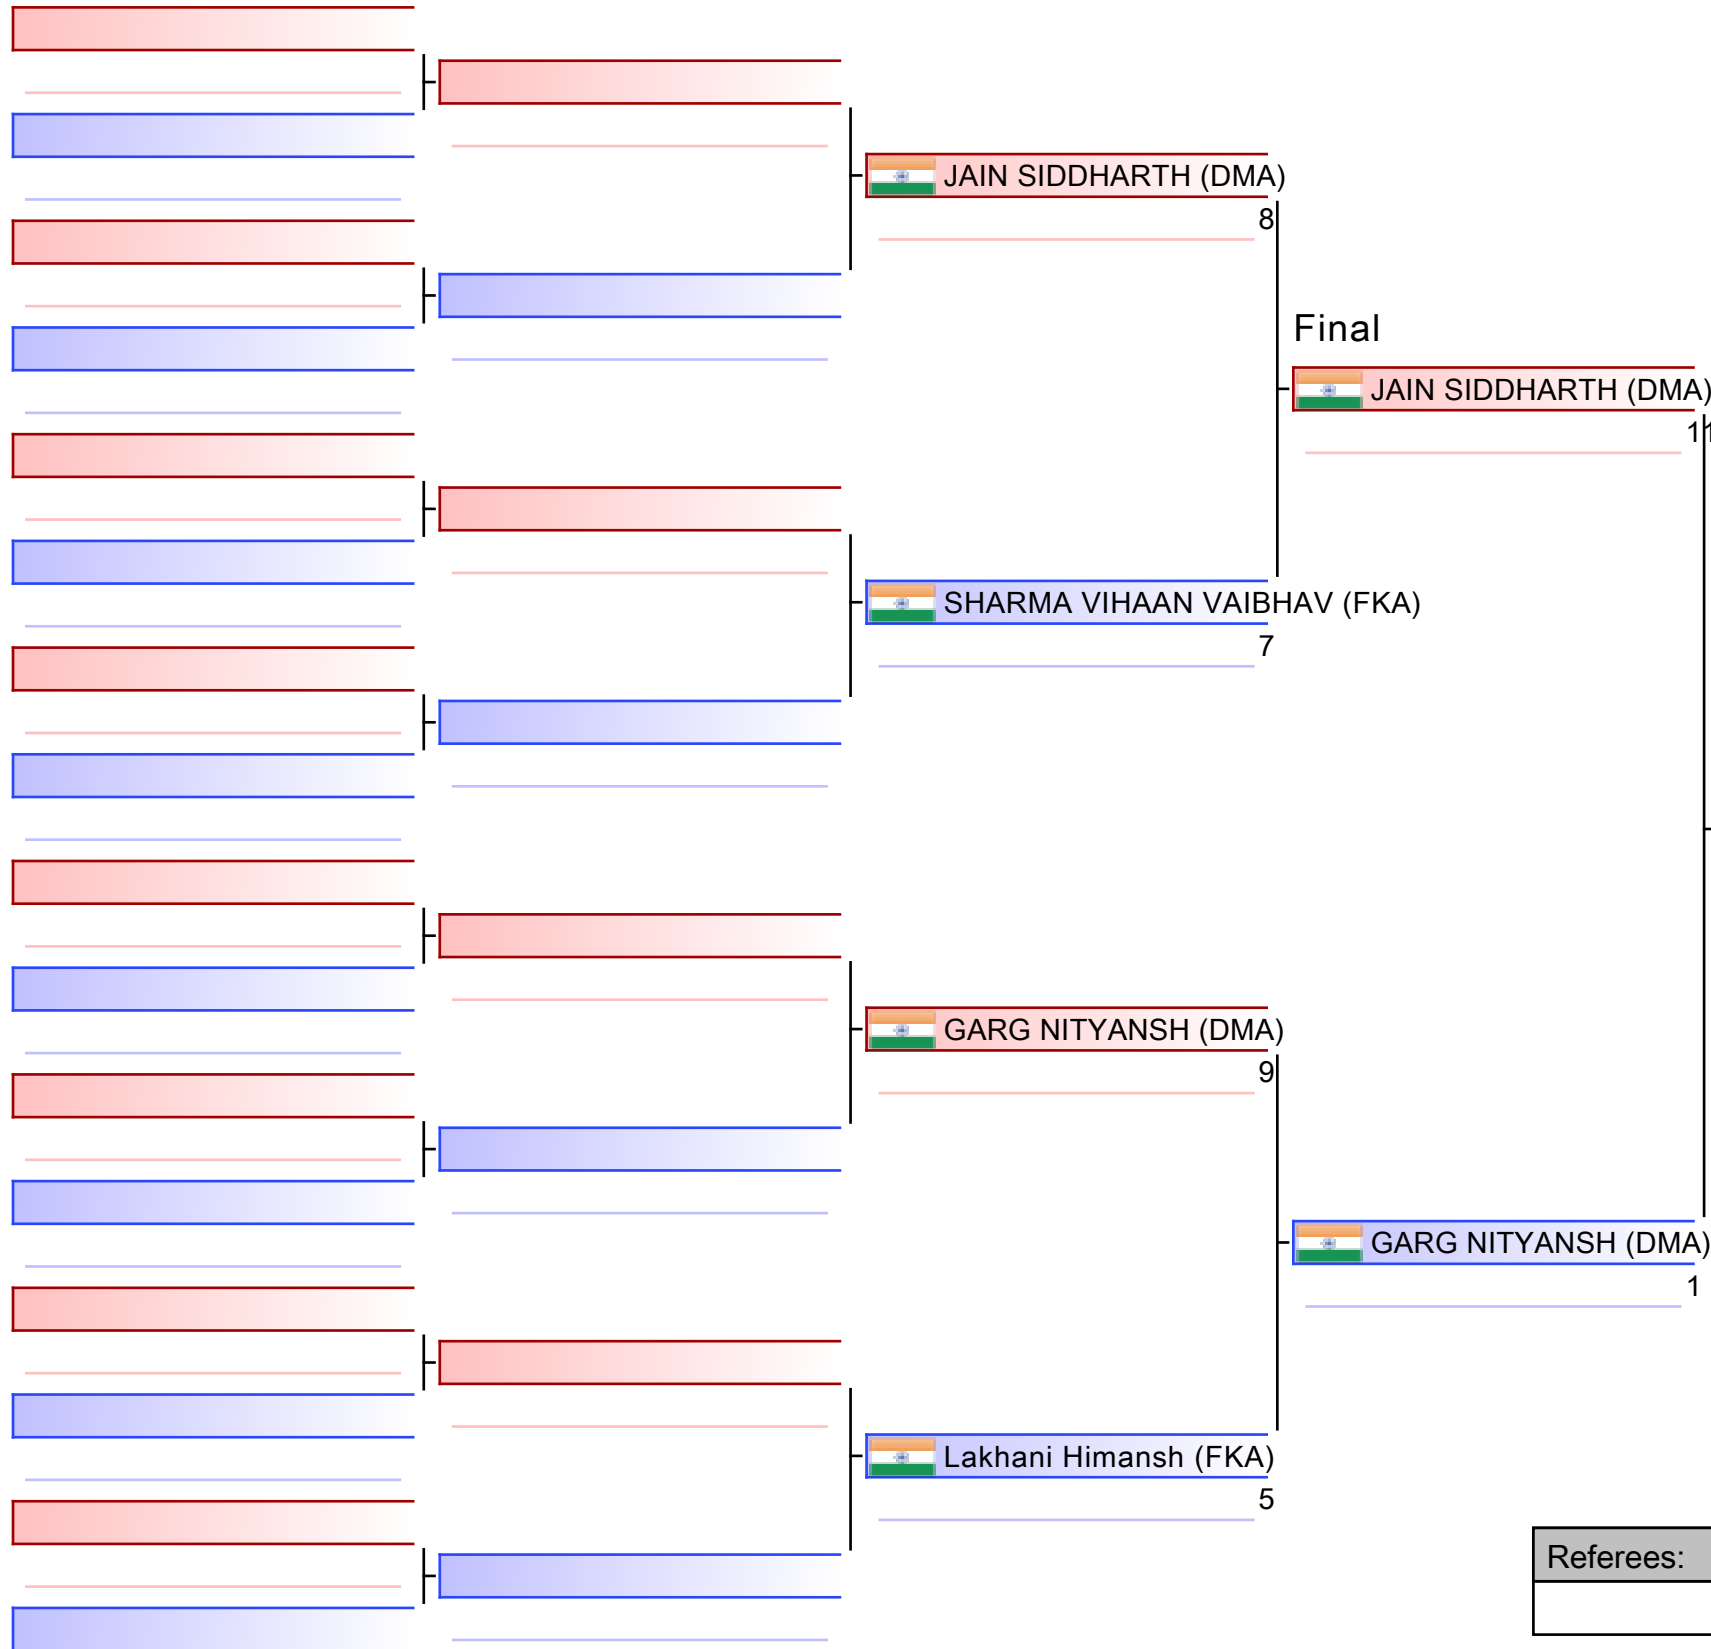 JAIN SIDDHARTH (DMA)
8
Final
JAIN SIDDHARTH (DMA)
11
SHARMA VIHAAN VAIBHAV (FKA)
7
GARG NITYANSH (DMA)
9
GARG NITYANSH (DMA)
1
Lakhani Himansh (FKA)
5
Referees: